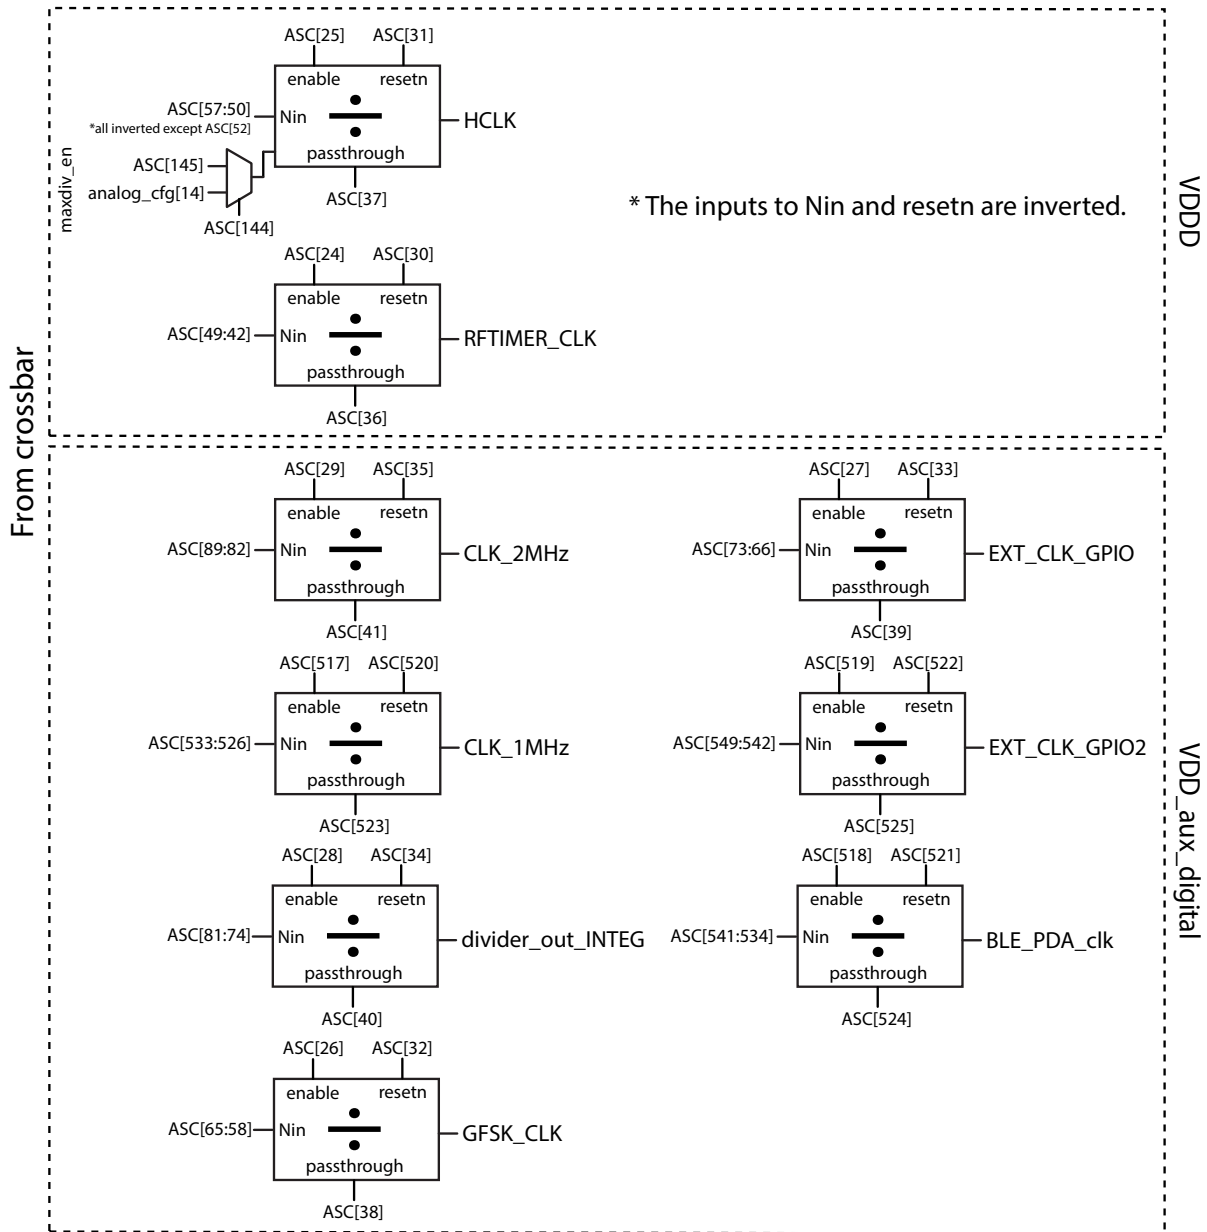 ASC[25] ASC[31]
enable resetn
ASC[57:50] Nin HCLK
*all inverted except ASC[52]
passthrough
maxdiv_en
ASC[145]
analog_cfg[14]
ASC[37]
ASC[144]
* The inputs to Nin and resetn are inverted.
VDDD
ASC[24] ASC[30]
enable resetn
ASC[49:42] Nin RFTIMER_CLK
passthrough
ASC[36]
From crossbar
ASC[29] ASC[35]
enable resetn
ASC[89:82] Nin CLK_2MHz
passthrough
ASC[41]
ASC[27] ASC[33]
enable resetn
ASC[73:66] Nin EXT_CLK_GPIO
passthrough
ASC[39]
ASC[517] ASC[520]
enable resetn
ASC[533:526] Nin CLK_1MHz
passthrough
ASC[523]
ASC[519] ASC[522]
enable resetn
ASC[549:542] Nin EXT_CLK_GPIO2
passthrough
ASC[525]
VDD_aux_digital
ASC[28] ASC[34]
enable resetn
ASC[81:74] Nin divider_out_INTEG
passthrough
ASC[40]
ASC[518] ASC[521]
enable resetn
ASC[541:534] Nin BLE_PDA_clk
passthrough
ASC[524]
ASC[26] ASC[32]
enable resetn
ASC[65:58] Nin GFSK_CLK
passthrough
ASC[38]